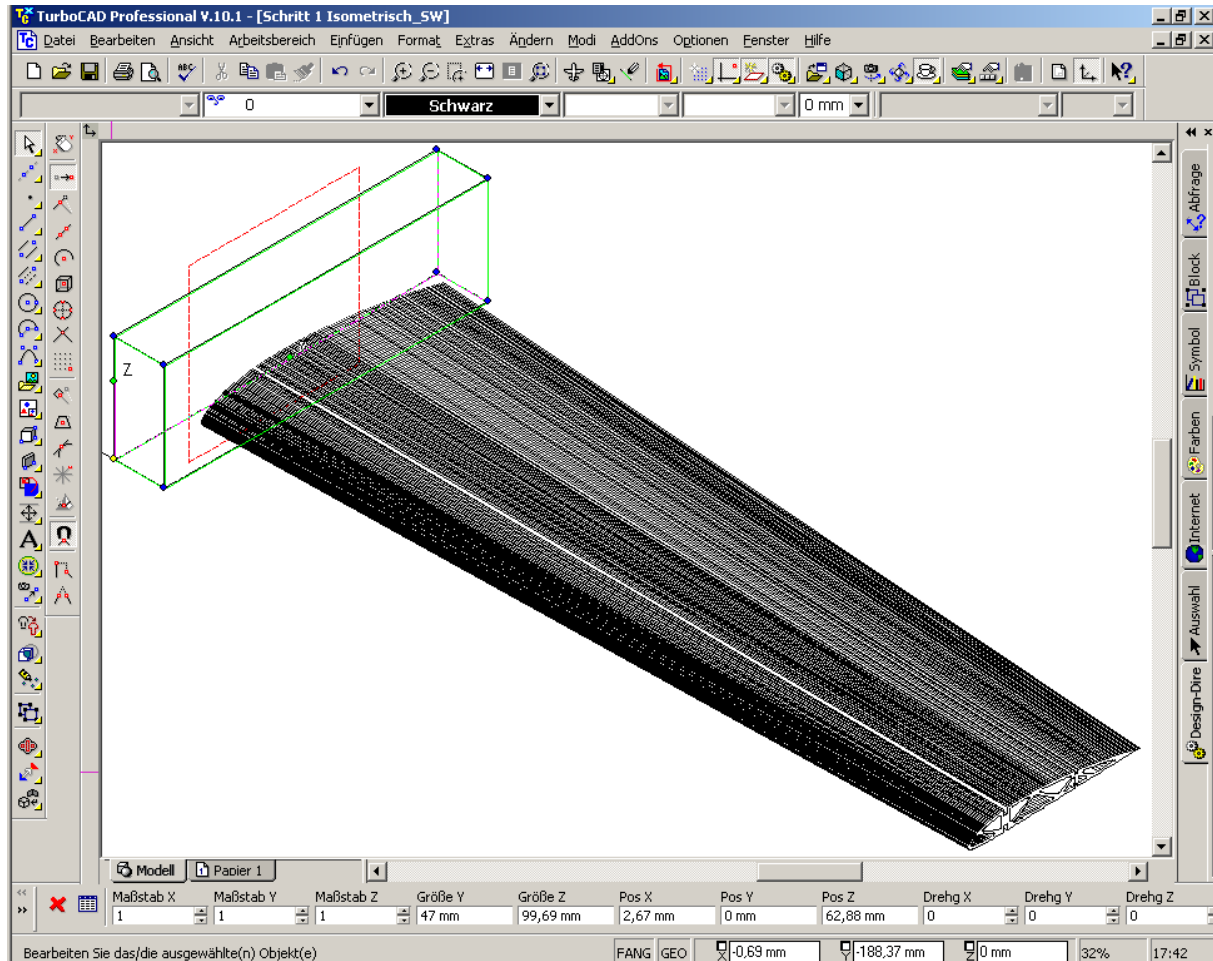 TurboCAD Professional V.10.1 - [Schritt 1 Isometrisch_SW]
Datei Bearbeiten Ansicht Arbeitsbereich Einfügen Format Extras Ändern Modi AddOns Optionen Fenster Hilfe
ABC
0 Schwarz 0 mm
Z
Abfrage
Block
Symbol
Farben
Internet
Auswahl
Design-Dire
Modell Papier 1
Maßstab X Maßstab Y Maßstab Z Größe Y Größe Z Pos X Pos Y Pos Z Drehg X Drehg Y Drehg Z
1 1 1 47 mm 99,69 mm 2,67 mm 0 mm 62,88 mm 0 0 0
Bearbeiten Sie das/die ausgewählte(n) Objekt(e) FANG GEO X -0,69 mm Y -188,37 mm Z 0 mm 32% 17:42